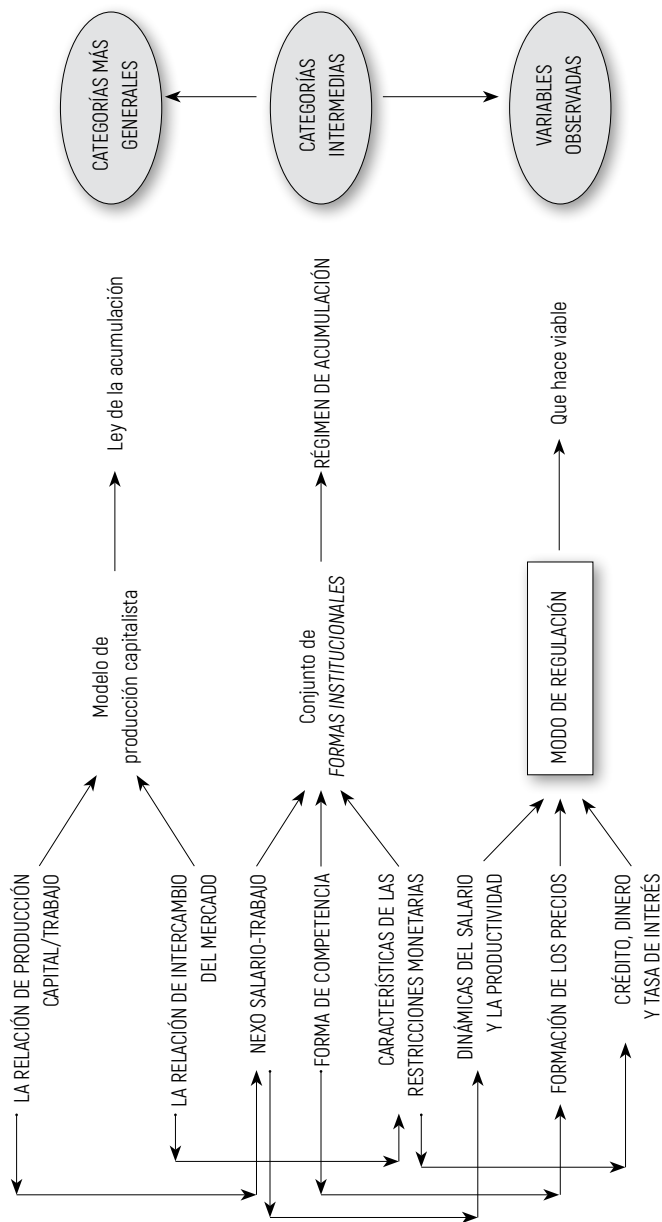 LA RELACIÓN DE PRODUCCIÓN
CAPITAL/TRABAJO
LA RELACIÓN DE INTERCAMBIO
DEL MERCADO
Modelo de
producción capitalista
Ley de la acumulación
CATEGORÍAS MÁS
GENERALES
NEXO SALARIO-TRABAJO
FORMA DE COMPETENCIA
CARACTERÍSTICAS DE LAS
RESTRICCIONES MONETARIAS
Conjunto de
FORMAS INSTITUCIONALES
RÉGIMEN DE ACUMULACIÓN
CATEGORÍAS
INTERMEDIAS
DINÁMICAS DEL SALARIO
Y LA PRODUCTIVIDAD
FORMACIÓN DE LOS PRECIOS
CRÉDITO, DINERO
Y TASA DE INTERÉS
MODO DE REGULACIÓN
Que hace viable
VARIABLES
OBSERVADAS